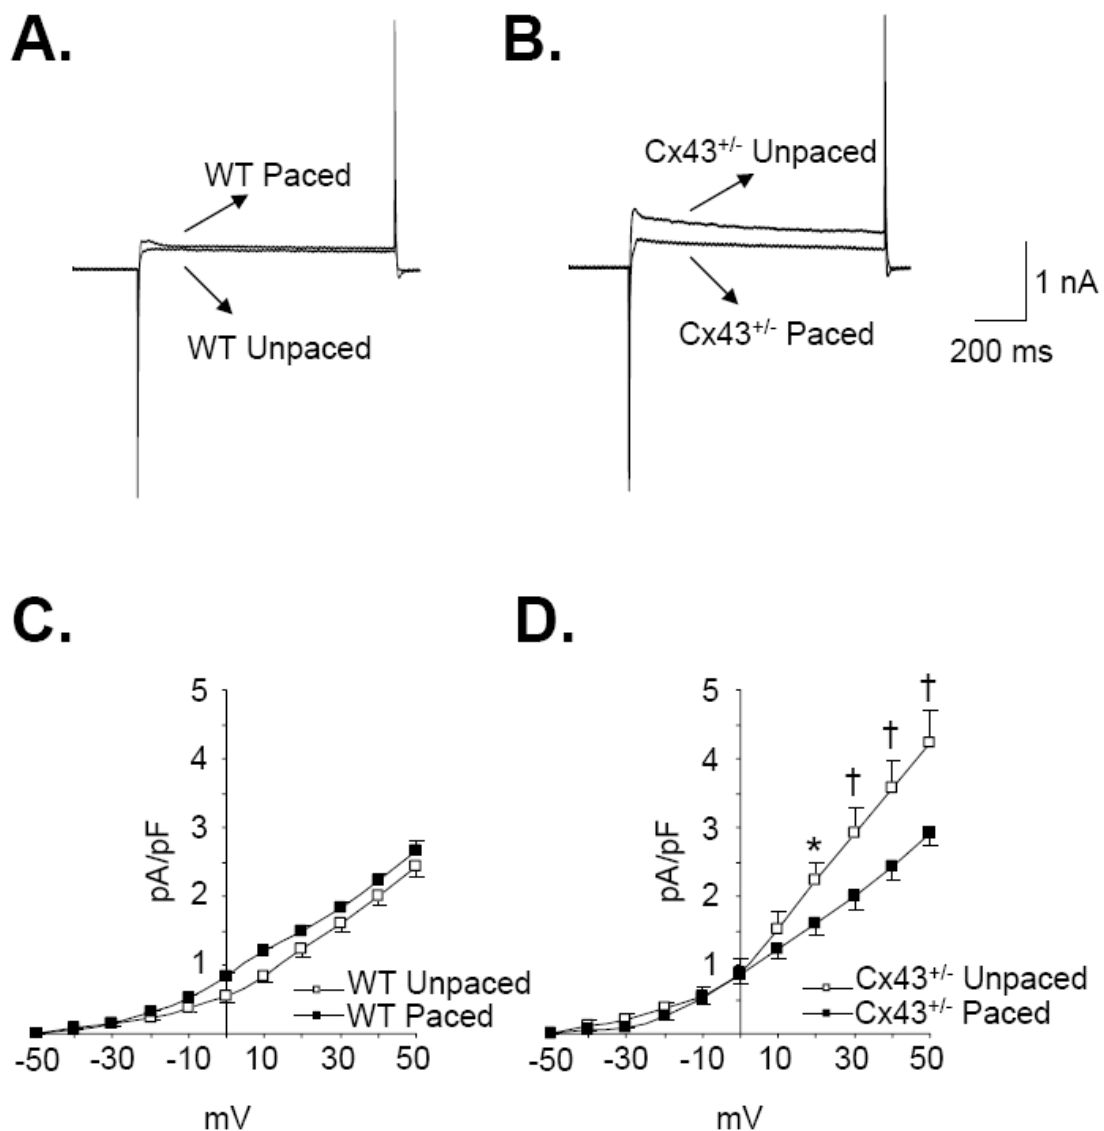 A.
B.
WT Paced
Cx43+/- Unpaced
WT Unpaced
Cx43+/- Paced
1 nA
200 ms
C.
D.
5
4
3
2
1
pA/pF
WT Unpaced
WT Paced
-50 -30 -10 10 30 50
mV
5
4
3
2
1
pA/pF
*
†
†
†
Cx43+/- Unpaced
Cx43+/- Paced
-50 -30 -10 10 30 50
mV